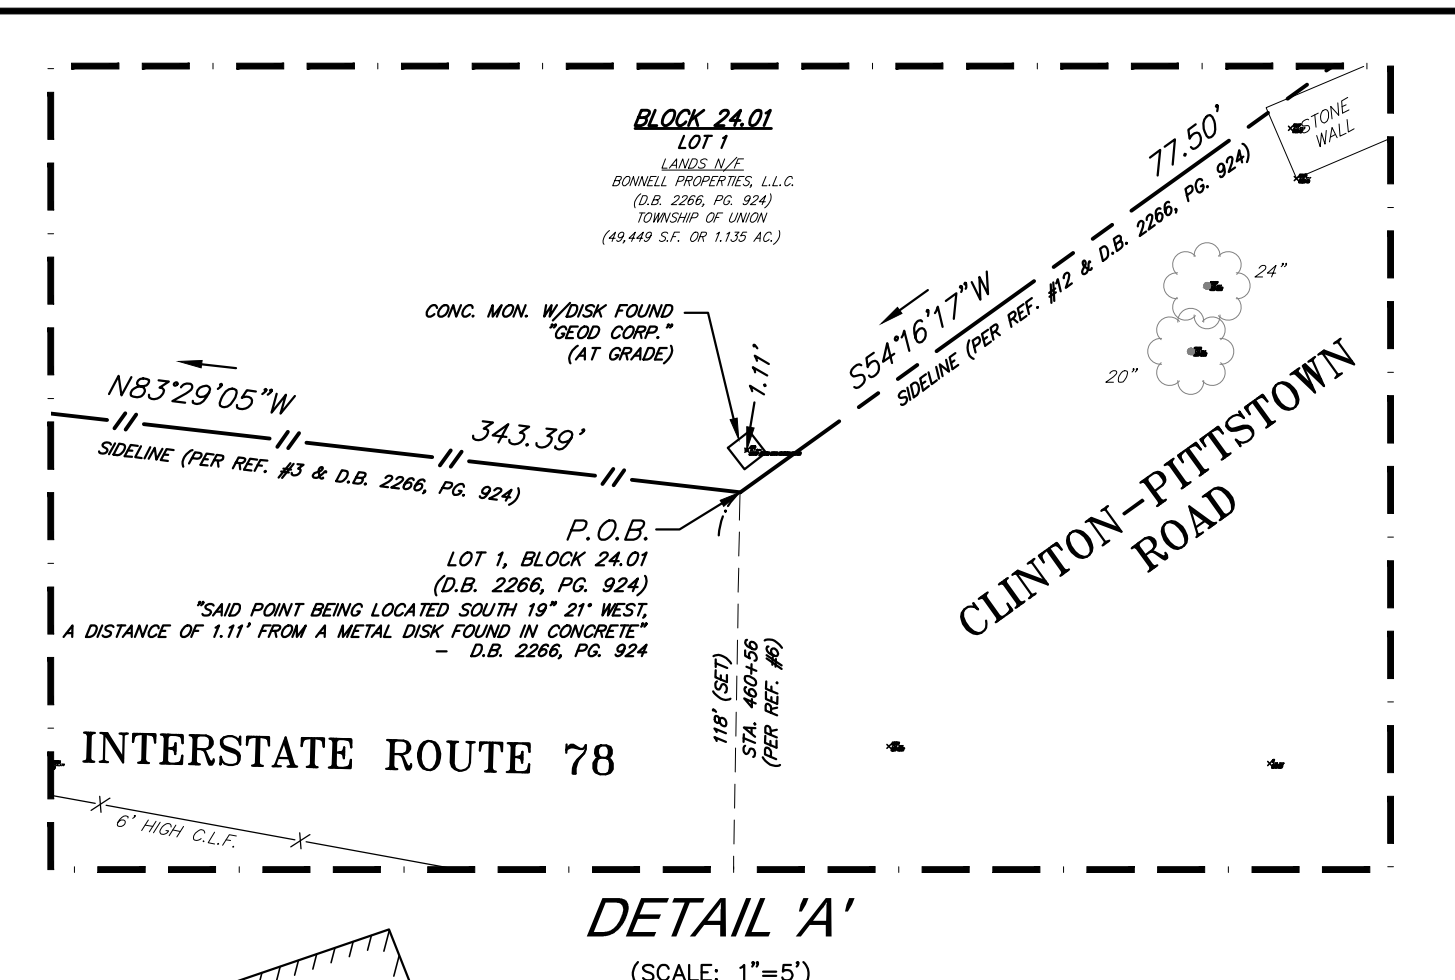 BLOCK 24.01
LOT 1
LANDS N/F
BONNELL PROPERTIES, L.L.C.
(D.B. 2266, PG. 924)
TOWNSHIP OF UNION
(49,449 S.F. OR 1.135 AC.)
77.50'
STONE
WALL
S54°16'17"W
SIDELINE (PER REF. #12 & D.B. 2266, PG. 924)
24"
20"
CONC. MON. W/DISK FOUND
"GEOD CORP."
(AT GRADE)
1.11'
N83°29'05"W
343.39'
SIDELINE (PER REF. #3 & D.B. 2266, PG. 924)
CLINTON-PITTSTOWN
ROAD
P.O.B.
LOT 1, BLOCK 24.01
(D.B. 2266, PG. 924)
"SAID POINT BEING LOCATED SOUTH 19" 21° WEST,
A DISTANCE OF 1.11' FROM A METAL DISK FOUND IN CONCRETE"
- D.B. 2266, PG. 924
118' (SET)
STA. 460+56
(PER REF. #6)
INTERSTATE ROUTE 78
6' HIGH C.L.F.
DETAIL 'A'
(SCALE: 1"=5')